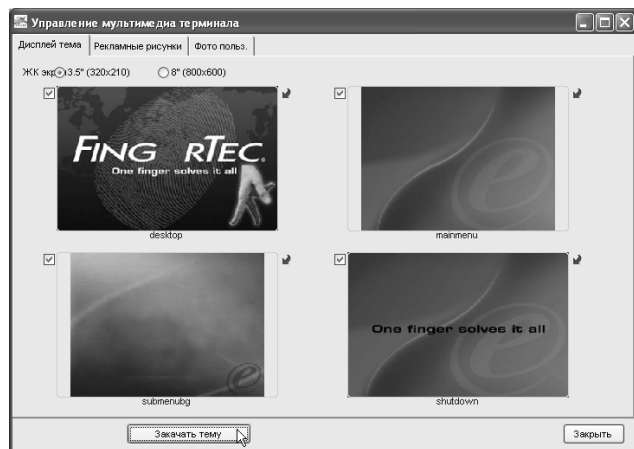 Управление мультимедиа терминала
Дисплей тема Рекламные рисунки Фото польз.
ЖК экр 3.5" (320x210) 8" (800x600)
FING RTEC
One finger solves it all
desktop
mainmenu
submenubg
One finger solves it all
shutdown
Закачать тему Закрыть